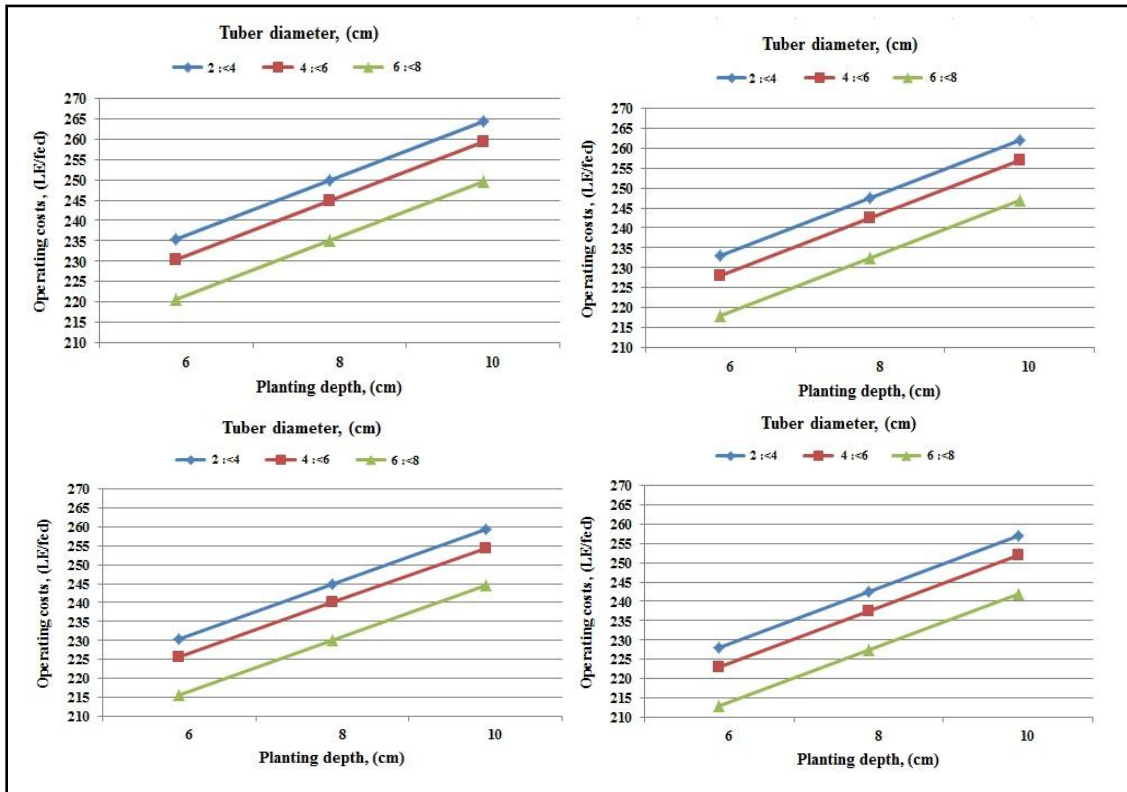 Tuber diameter, (cm)
2 :<4 4 :<6 6 :<8
270
265
260
255
250
245
240
235
230
225
220
215
210
Operating costs, (LE/fed)
6 8 10
Planting depth, (cm)
Tuber diameter, (cm)
2 :<4 4 :<6 6 :<8
270
265
260
255
250
245
240
235
230
225
220
215
210
Operating costs, (LE/fed)
6 8 10
Planting depth, (cm)
Tuber diameter, (cm)
2 :<4 4 :<6 6 :<8
270
265
260
255
250
245
240
235
230
225
220
215
210
Operating costs, (LE/fed)
6 8 10
Planting depth, (cm)
Tuber diameter, (cm)
2 :<4 4 :<6 6 :<8
270
265
260
255
250
245
240
235
230
225
220
215
210
Operating costs, (LE/fed)
6 8 10
Planting depth, (cm)